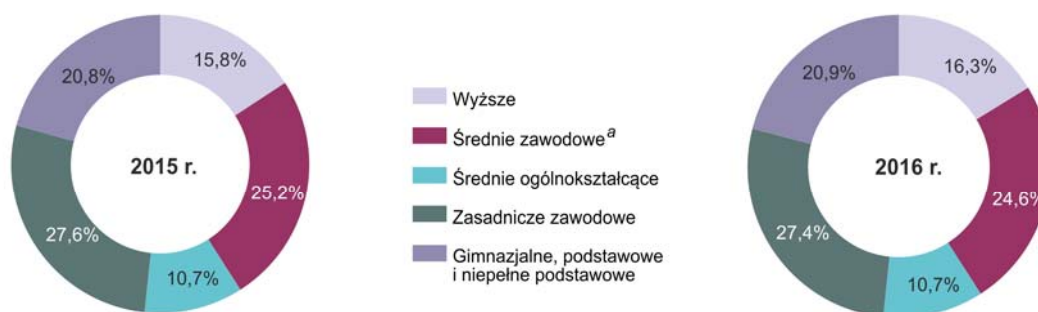 15,8%
25,2%
10,7%
27,6%
20,8%
2015 r.
Wyższe
Średnie zawodowe a
Średnie ogólnokształcące
Zasadnicze zawodowe
Gimnazjalne, podstawowe
i niepełne podstawowe
16,3%
24,6%
10,7%
27,4%
20,9%
2016 r.